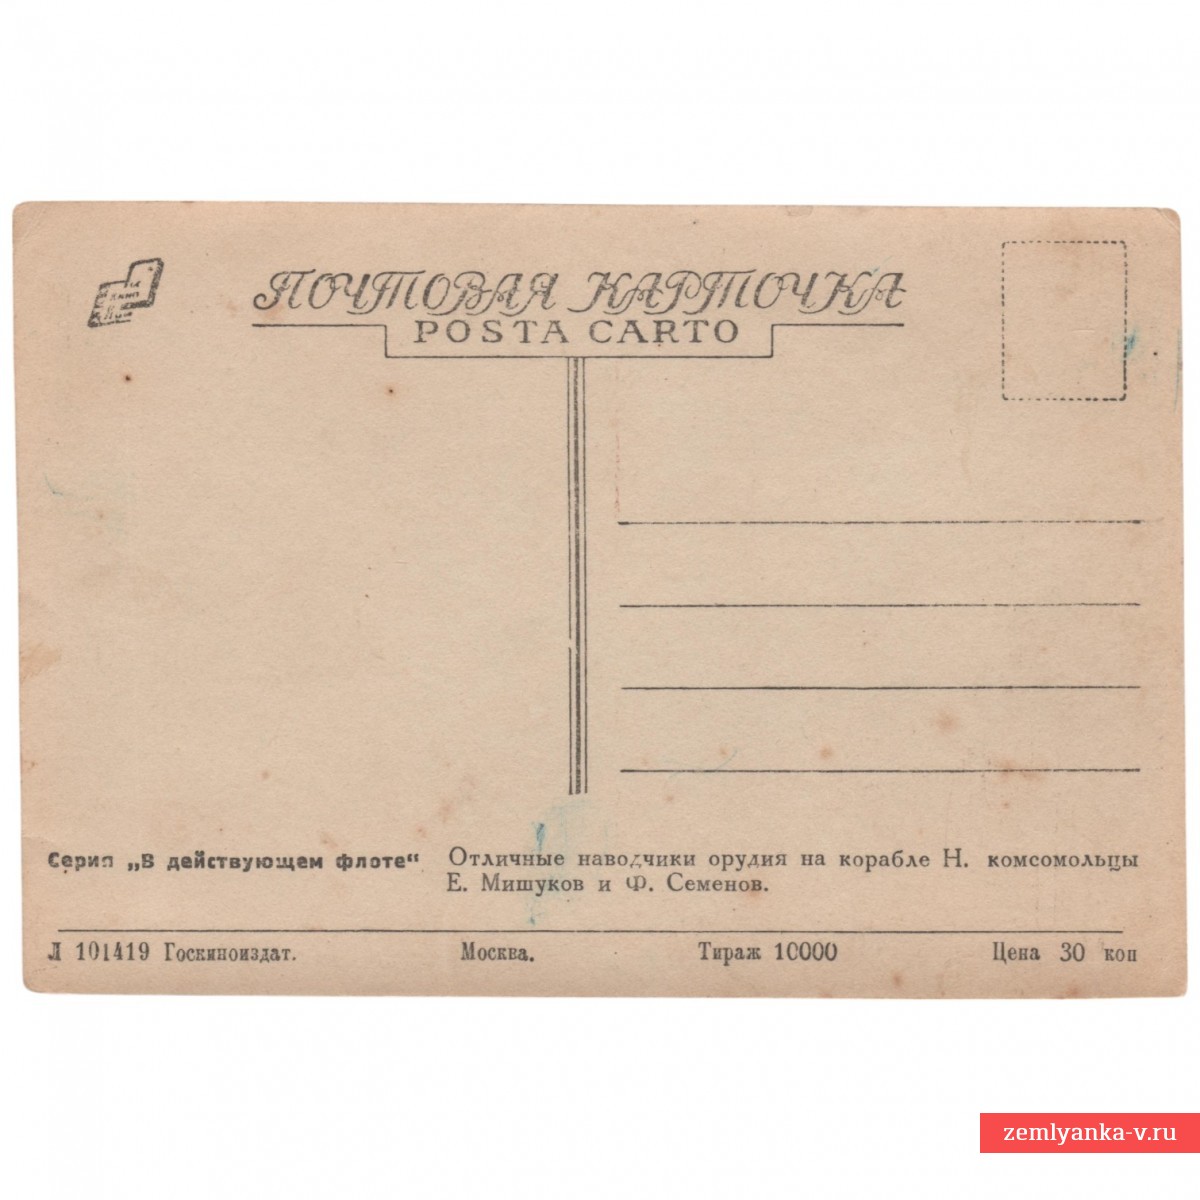 ПОЧТОВАЯ КАРТОЧКА
POSTA CARTO
Серия „В действующем флоте“
Отличные наводчики орудия на корабле Н. комсомольцы
Е. Мишуков и Ф. Семенов.
Л 101419 Госкиноиздат. Москва. Тираж 10000 Цена 30 коп
zemlyanka-v.ru